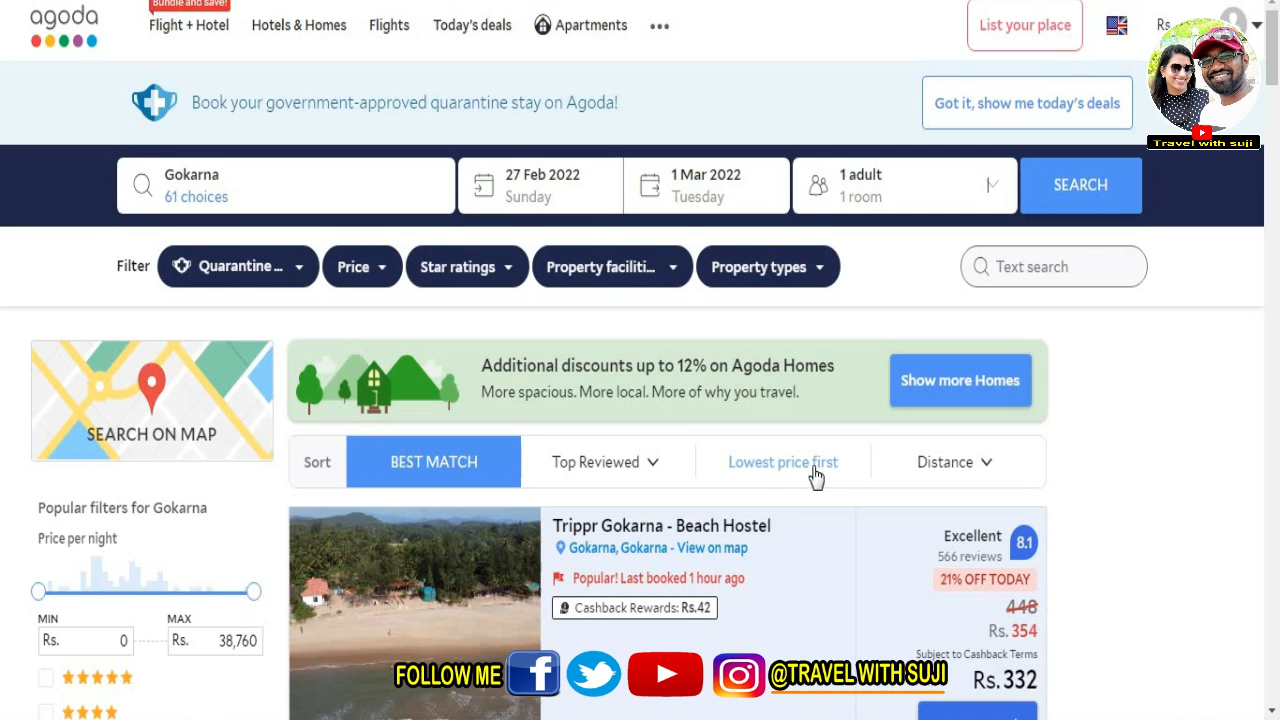 Bundle and save!
agoda
Flight + Hotel
Hotels & Homes
Flights
Today's deals
Apartments
List your place
Rs.
Book your government-approved quarantine stay on Agoda!
Got it, show me today's deals
Travel with suji
Gokarna
61 choices
27 Feb 2022
Sunday
1 Mar 2022
Tuesday
1 adult
1 room
SEARCH
Filter
Quarantine ...
Price
Star ratings
Property faciliti...
Property types
Text search
SEARCH ON MAP
Additional discounts up to 12% on Agoda Homes
More spacious. More local. More of why you travel.
Show more Homes
Sort
BEST MATCH
Top Reviewed
Lowest price first
Distance
Popular filters for Gokarna
Price per night
MIN
MAX
Rs. 0
Rs. 38,760
Trippr Gokarna - Beach Hostel
Gokarna, Gokarna - View on map
Popular! Last booked 1 hour ago
Cashback Rewards: Rs.42
Excellent
566 reviews
8.1
21% OFF TODAY
448
Rs. 354
Subject to Cashback Terms
Rs. 332
FOLLOW ME
@TRAVEL WITH SUJI